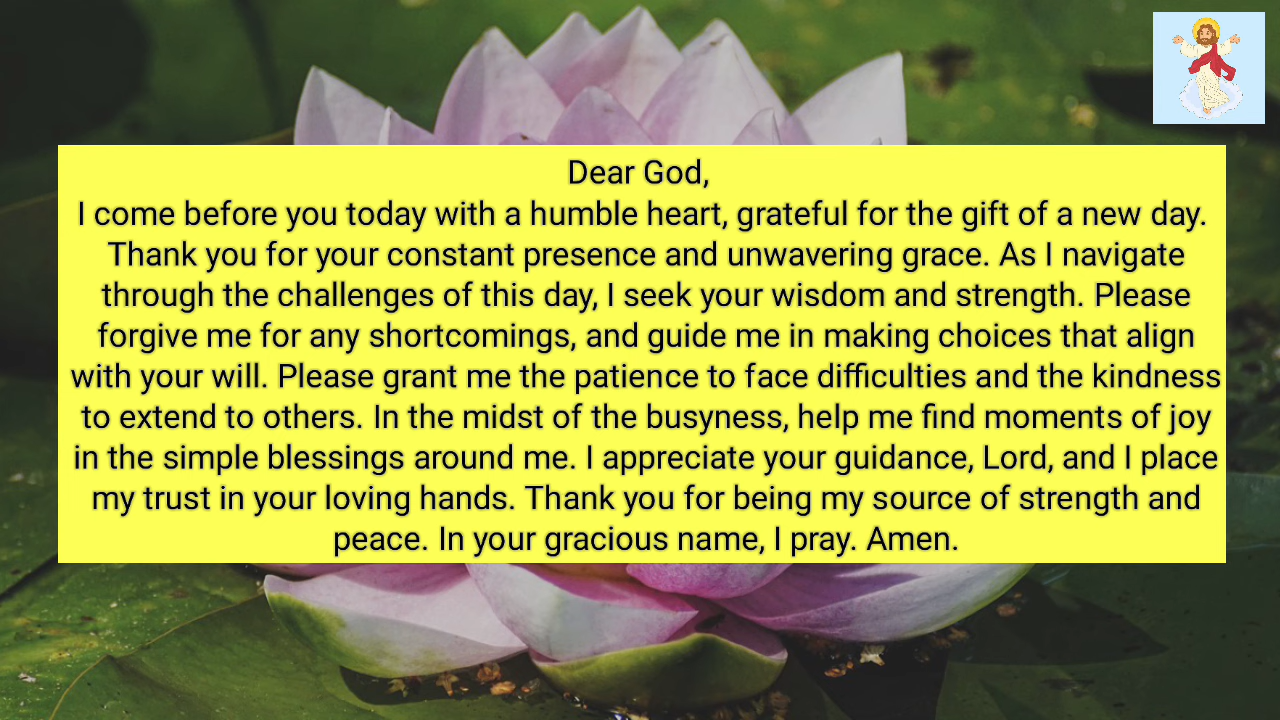 Dear God,
I come before you today with a humble heart, grateful for the gift of a new day.
Thank you for your constant presence and unwavering grace. As I navigate
through the challenges of this day, I seek your wisdom and strength. Please
forgive me for any shortcomings, and guide me in making choices that align
with your will. Please grant me the patience to face difficulties and the kindness
to extend to others. In the midst of the busyness, help me find moments of joy
in the simple blessings around me. I appreciate your guidance, Lord, and I place
my trust in your loving hands. Thank you for being my source of strength and
peace. In your gracious name, I pray. Amen.